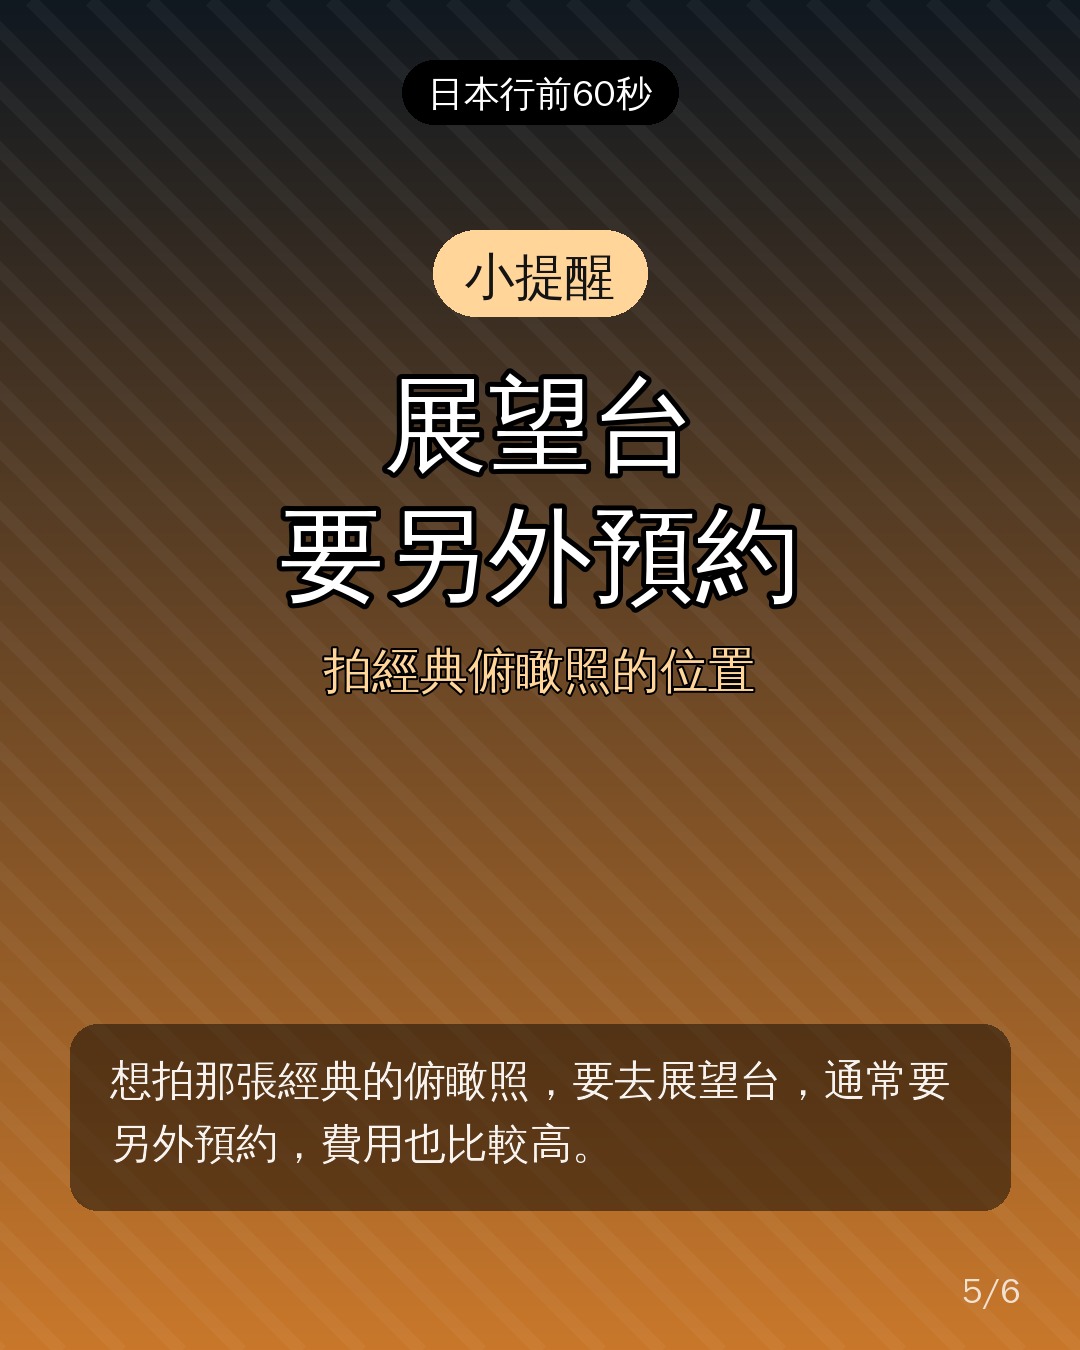 日本行前60秒
小提醒
展望台
要另外預約
拍經典俯瞰照的位置
想拍那張經典的俯瞰照，要去展望台，通常要
另外預約，費用也比較高。
5/6